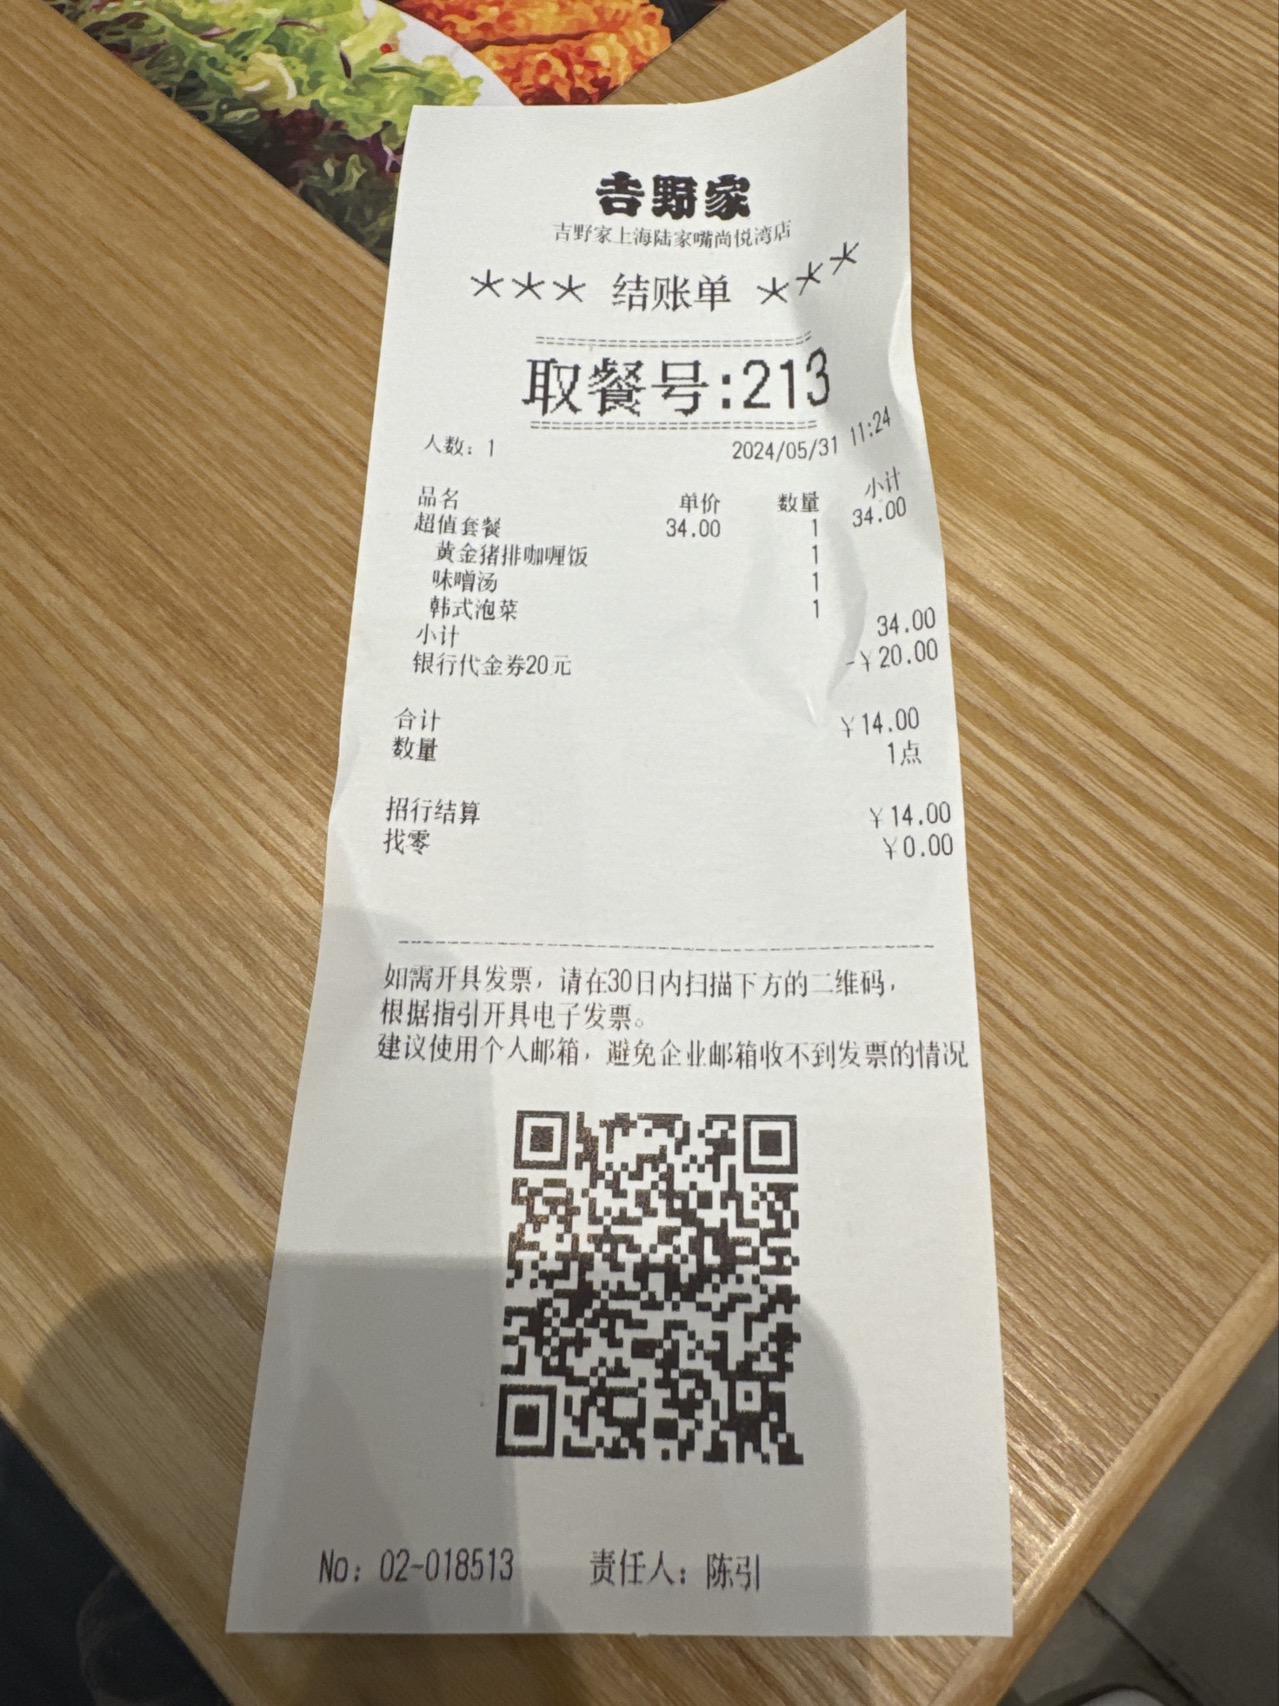 吉野家
吉野家上海陆家嘴尚悦湾店
*** 结账单 ***
取餐号:213
人数: 1 2024/05/31 11:24
品名 单价 数量 小计
超值套餐 34.00 1 34.00
黄金猪排咖喱饭 1
味噌汤 1
韩式泡菜 1
小计 34.00
银行代金券20元 -¥20.00
合计 ¥14.00
数量 1点
招行结算 ¥14.00
找零 ¥0.00
如需开具发票，请在30日内扫描下方的二维码，
根据指引开具电子发票。
建议使用个人邮箱，避免企业邮箱收不到发票的情况
No: 02-018513 责任人: 陈引